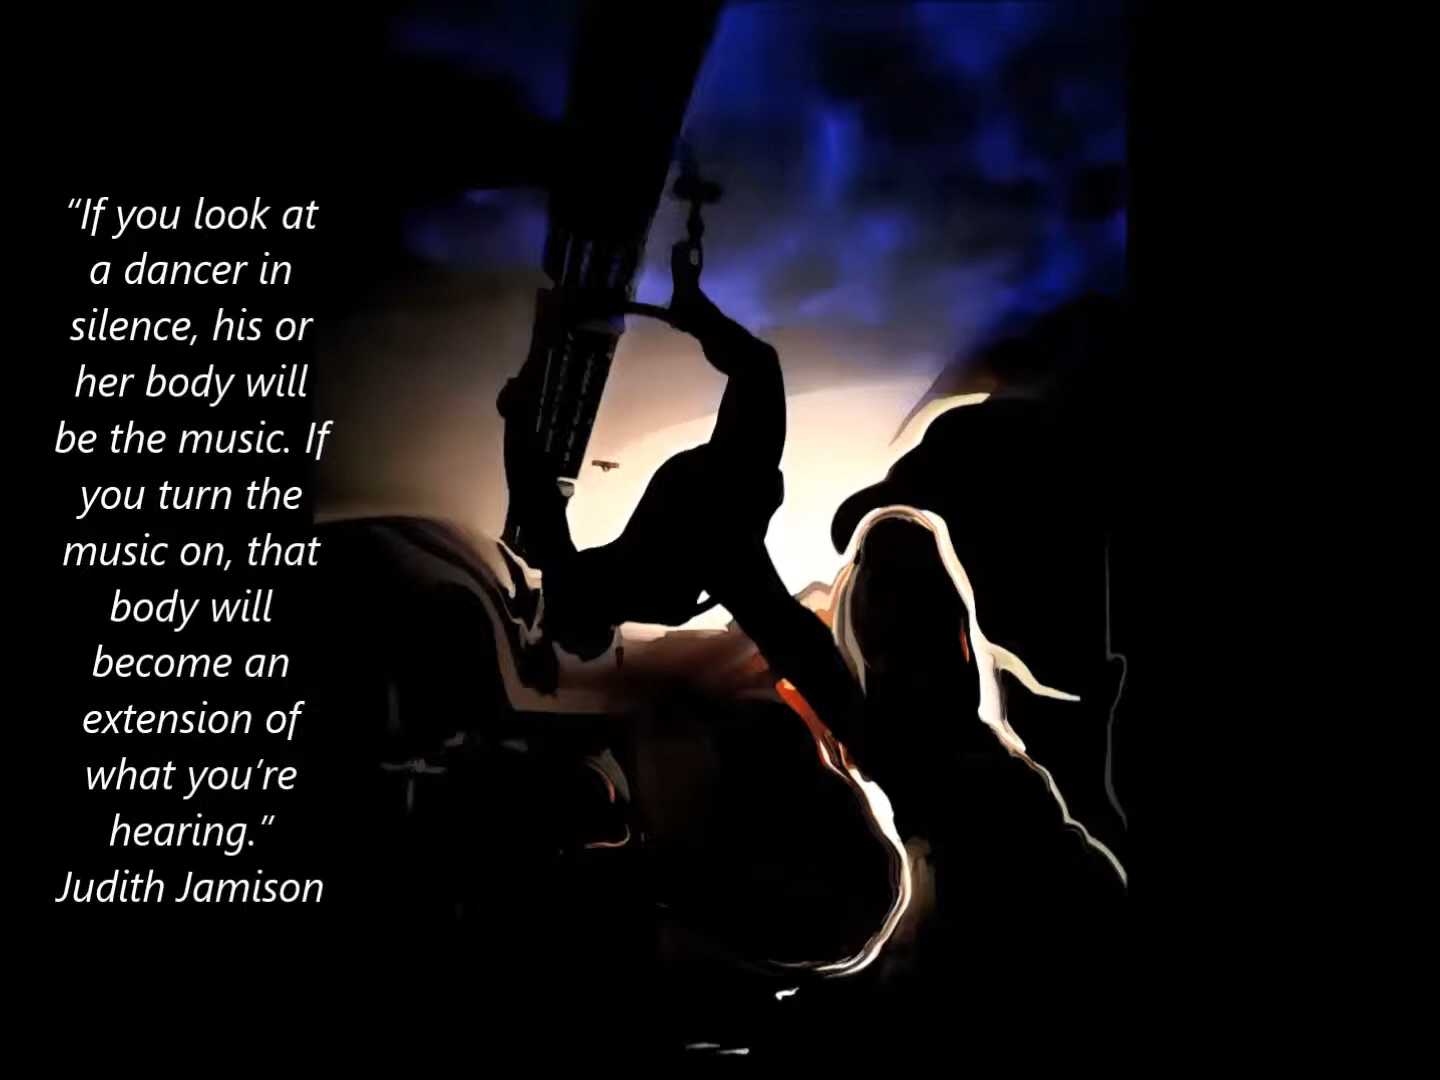 “If you look at
a dancer in
silence, his or
her body will
be the music. If
you turn the
music on, that
body will
become an
extension of
what you’re
hearing.”
Judith Jamison